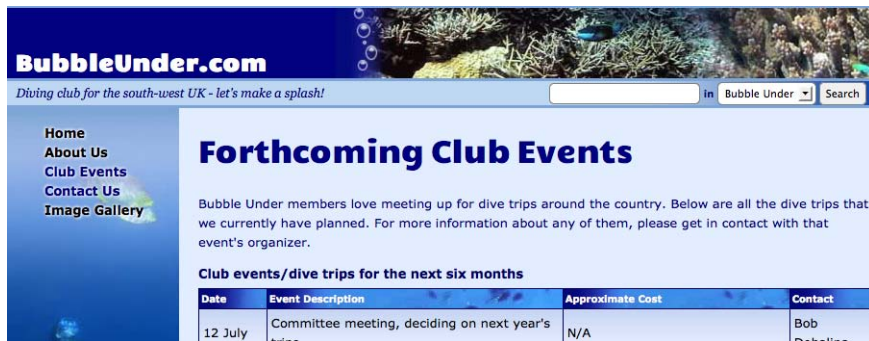 BubbleUnder.com
Diving club for the south-west UK - let's make a splash!
in Bubble Under Search
Home
About Us
Club Events
Contact Us
Image Gallery
Forthcoming Club Events
Bubble Under members love meeting up for dive trips around the country. Below are all the dive trips that
we currently have planned. For more information about any of them, please get in contact with that
event's organizer.
Club events/dive trips for the next six months
Date Event Description Approximate Cost Contact
12 July Committee meeting, deciding on next year's N/A Bob